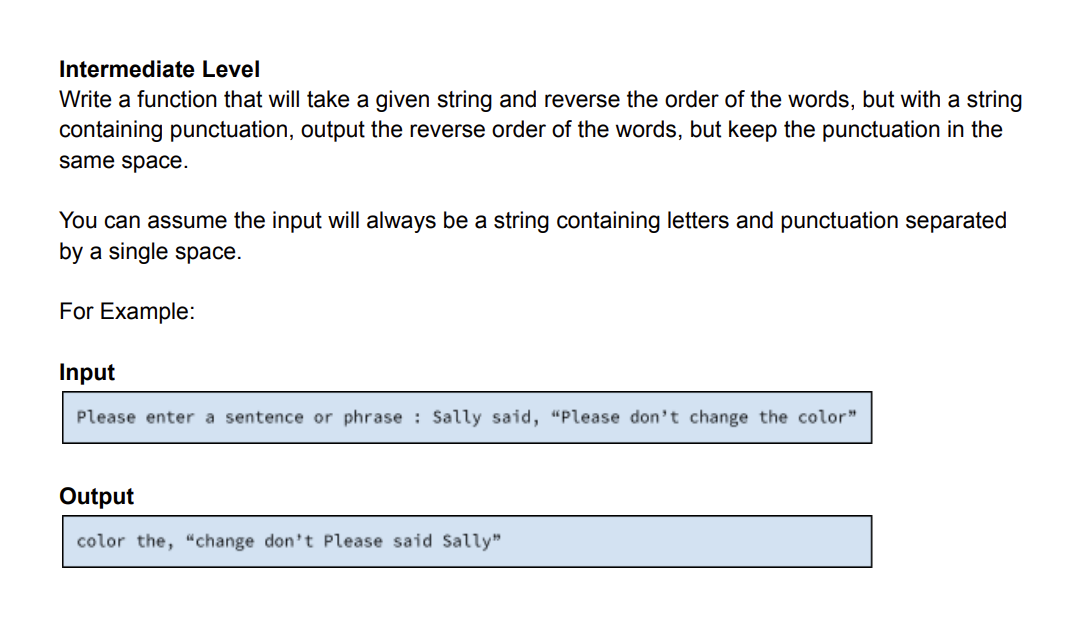 Intermediate Level
Write a function that will take a given string and reverse the order of the words, but with a string
containing punctuation, output the reverse order of the words, but keep the punctuation in the
same space.
You can assume the input will always be a string containing letters and punctuation separated
by a single space.
For Example:
Input
Please enter a sentence or phrase : Sally said, “Please don’t change the color”
Output
color the, “change don’t Please said Sally”